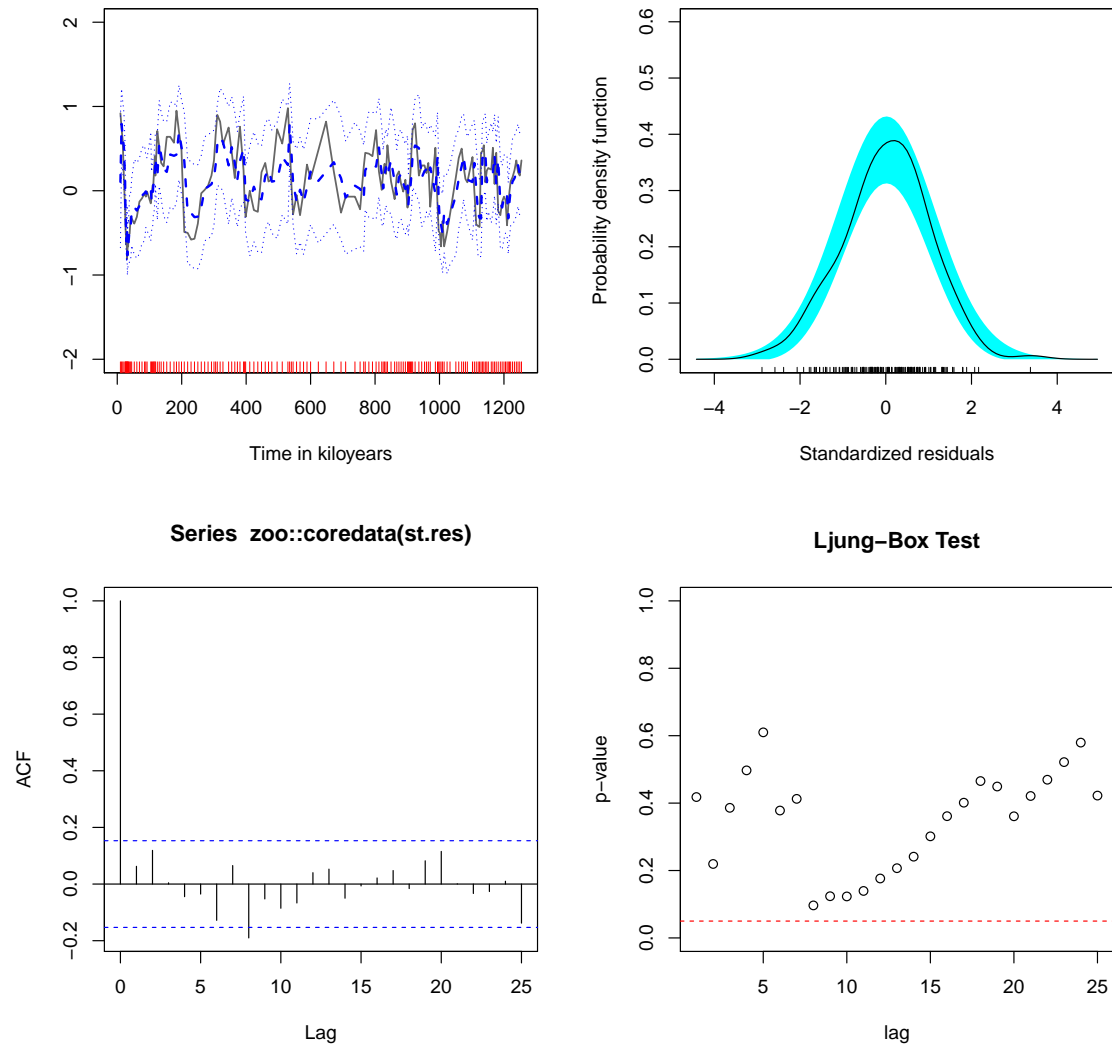 2
1
0
−1
−2
0 200 400 600 800 1000 1200
Time in kiloyears
Probability density function
0.6
0.5
0.4
0.3
0.2
0.1
0.0
−4 −2 0 2 4
Standardized residuals
Series zoo::coredata(st.res)
ACF
1.0
0.8
0.6
0.4
0.2
0.0
−0.2
0 5 10 15 20 25
Lag
Ljung−Box Test
p−value
1.0
0.8
0.6
0.4
0.2
0.0
5 10 15 20 25
lag